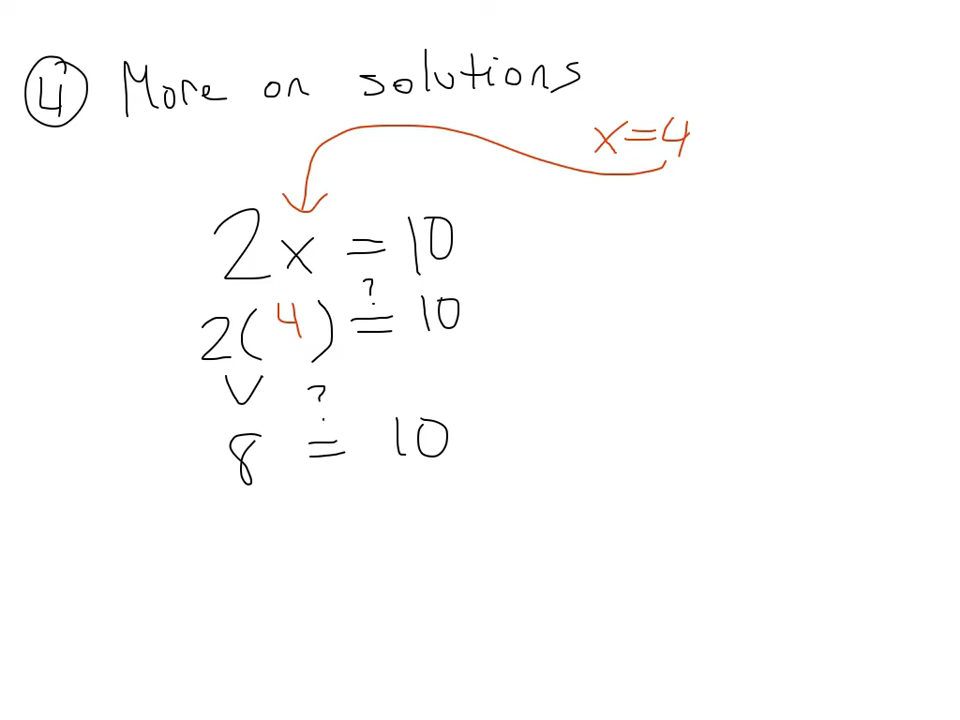 ④ More on solutions
x=4
2x = 10
2(4) ≟ 10
8 ≟ 10